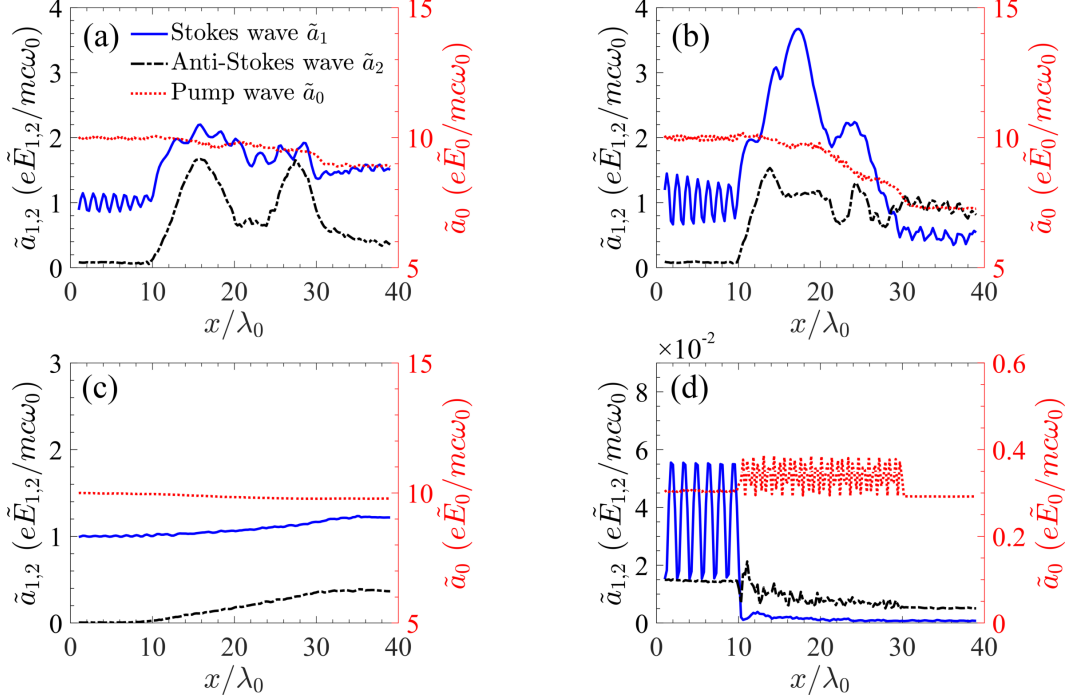 (a)
Stokes wave ã₁
Anti-Stokes wave ã₂
Pump wave ã₀
4
3
2
1
0
15
10
5
0 10 20 30 40
x/λ₀
ã₁,₂ (eẼ₁,₂/mcω₀)
ã₀ (eẼ₀/mcω₀)
(b)
4
3
2
1
0
15
10
5
0 10 20 30 40
x/λ₀
ã₁,₂ (eẼ₁,₂/mcω₀)
ã₀ (eẼ₀/mcω₀)
(c)
3
2
1
0
15
10
5
0 10 20 30 40
x/λ₀
ã₁,₂ (eẼ₁,₂/mcω₀)
ã₀ (eẼ₀/mcω₀)
×10⁻²
(d)
8
6
4
2
0
0.6
0.4
0.2
0
0 10 20 30 40
x/λ₀
ã₁,₂ (eẼ₁,₂/mcω₀)
ã₀ (eẼ₀/mcω₀)